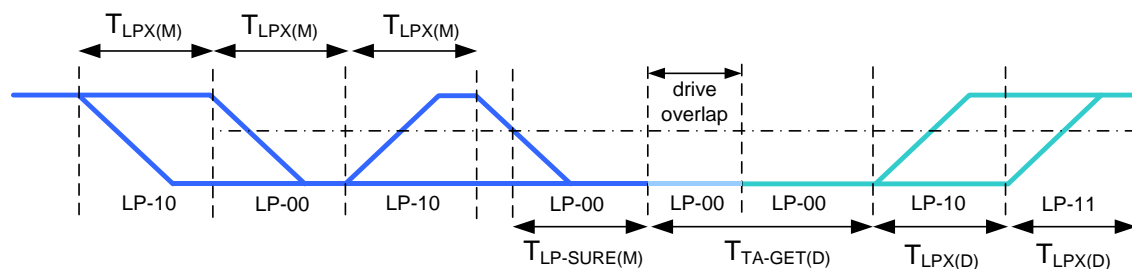 TLPX(M) TLPX(M) TLPX(M)
drive
overlap
LP-10 LP-00 LP-10 LP-00 LP-00 LP-00 LP-10 LP-11
TLP-SURE(M) TTA-GET(D) TLPX(D) TLPX(D)